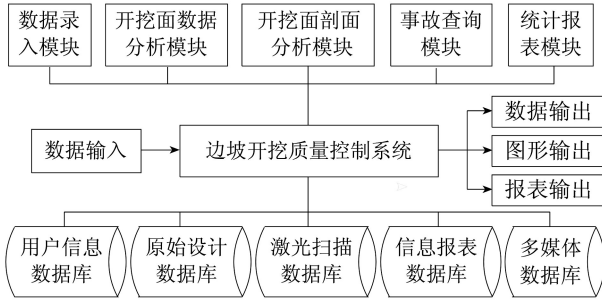 数据录
入模块
开挖面数据
分析模块
开挖面剖面
分析模块
事故查询
模块
统计报
表模块
数据输入
边坡开挖质量控制系统
数据输出
图形输出
报表输出
用户信息
数据库
原始设计
数据库
激光扫描
数据库
信息报表
数据库
多媒体
数据库